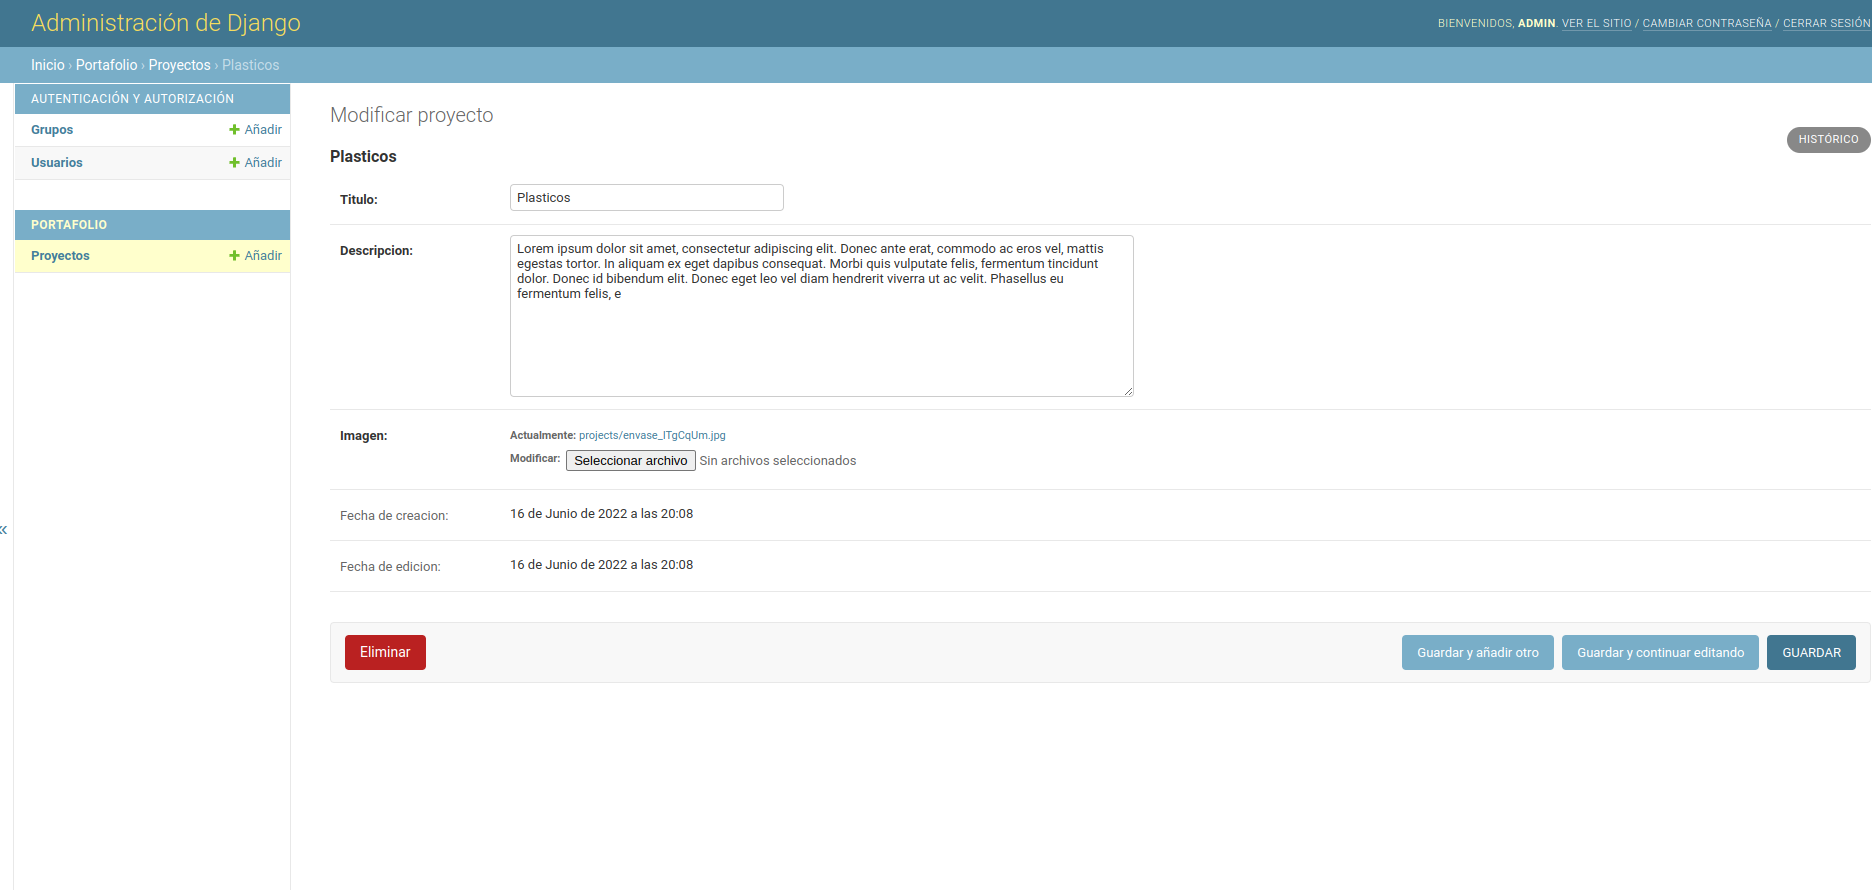 Administración de Django
BIENVENIDOS, ADMIN. VER EL SITIO / CAMBIAR CONTRASEÑA / CERRAR SESIÓN
Inicio › Portafolio › Proyectos › Plasticos
AUTENTICACIÓN Y AUTORIZACIÓN
Grupos
Añadir
Usuarios
Añadir
PORTAFOLIO
Proyectos
Añadir
«
Modificar proyecto
HISTÓRICO
Plasticos
Titulo:
Plasticos
Descripcion:
Lorem ipsum dolor sit amet, consectetur adipiscing elit. Donec ante erat, commodo ac eros vel, mattis
egestas tortor. In aliquam ex eget dapibus consequat. Morbi quis vulputate felis, fermentum tincidunt
dolor. Donec id bibendum elit. Donec eget leo vel diam hendrerit viverra ut ac velit. Phasellus eu
fermentum felis, e
Imagen:
Actualmente: projects/envase_ITgCqUm.jpg
Modificar: Seleccionar archivo Sin archivos seleccionados
Fecha de creacion:
16 de Junio de 2022 a las 20:08
Fecha de edicion:
16 de Junio de 2022 a las 20:08
Eliminar
Guardar y añadir otro
Guardar y continuar editando
GUARDAR